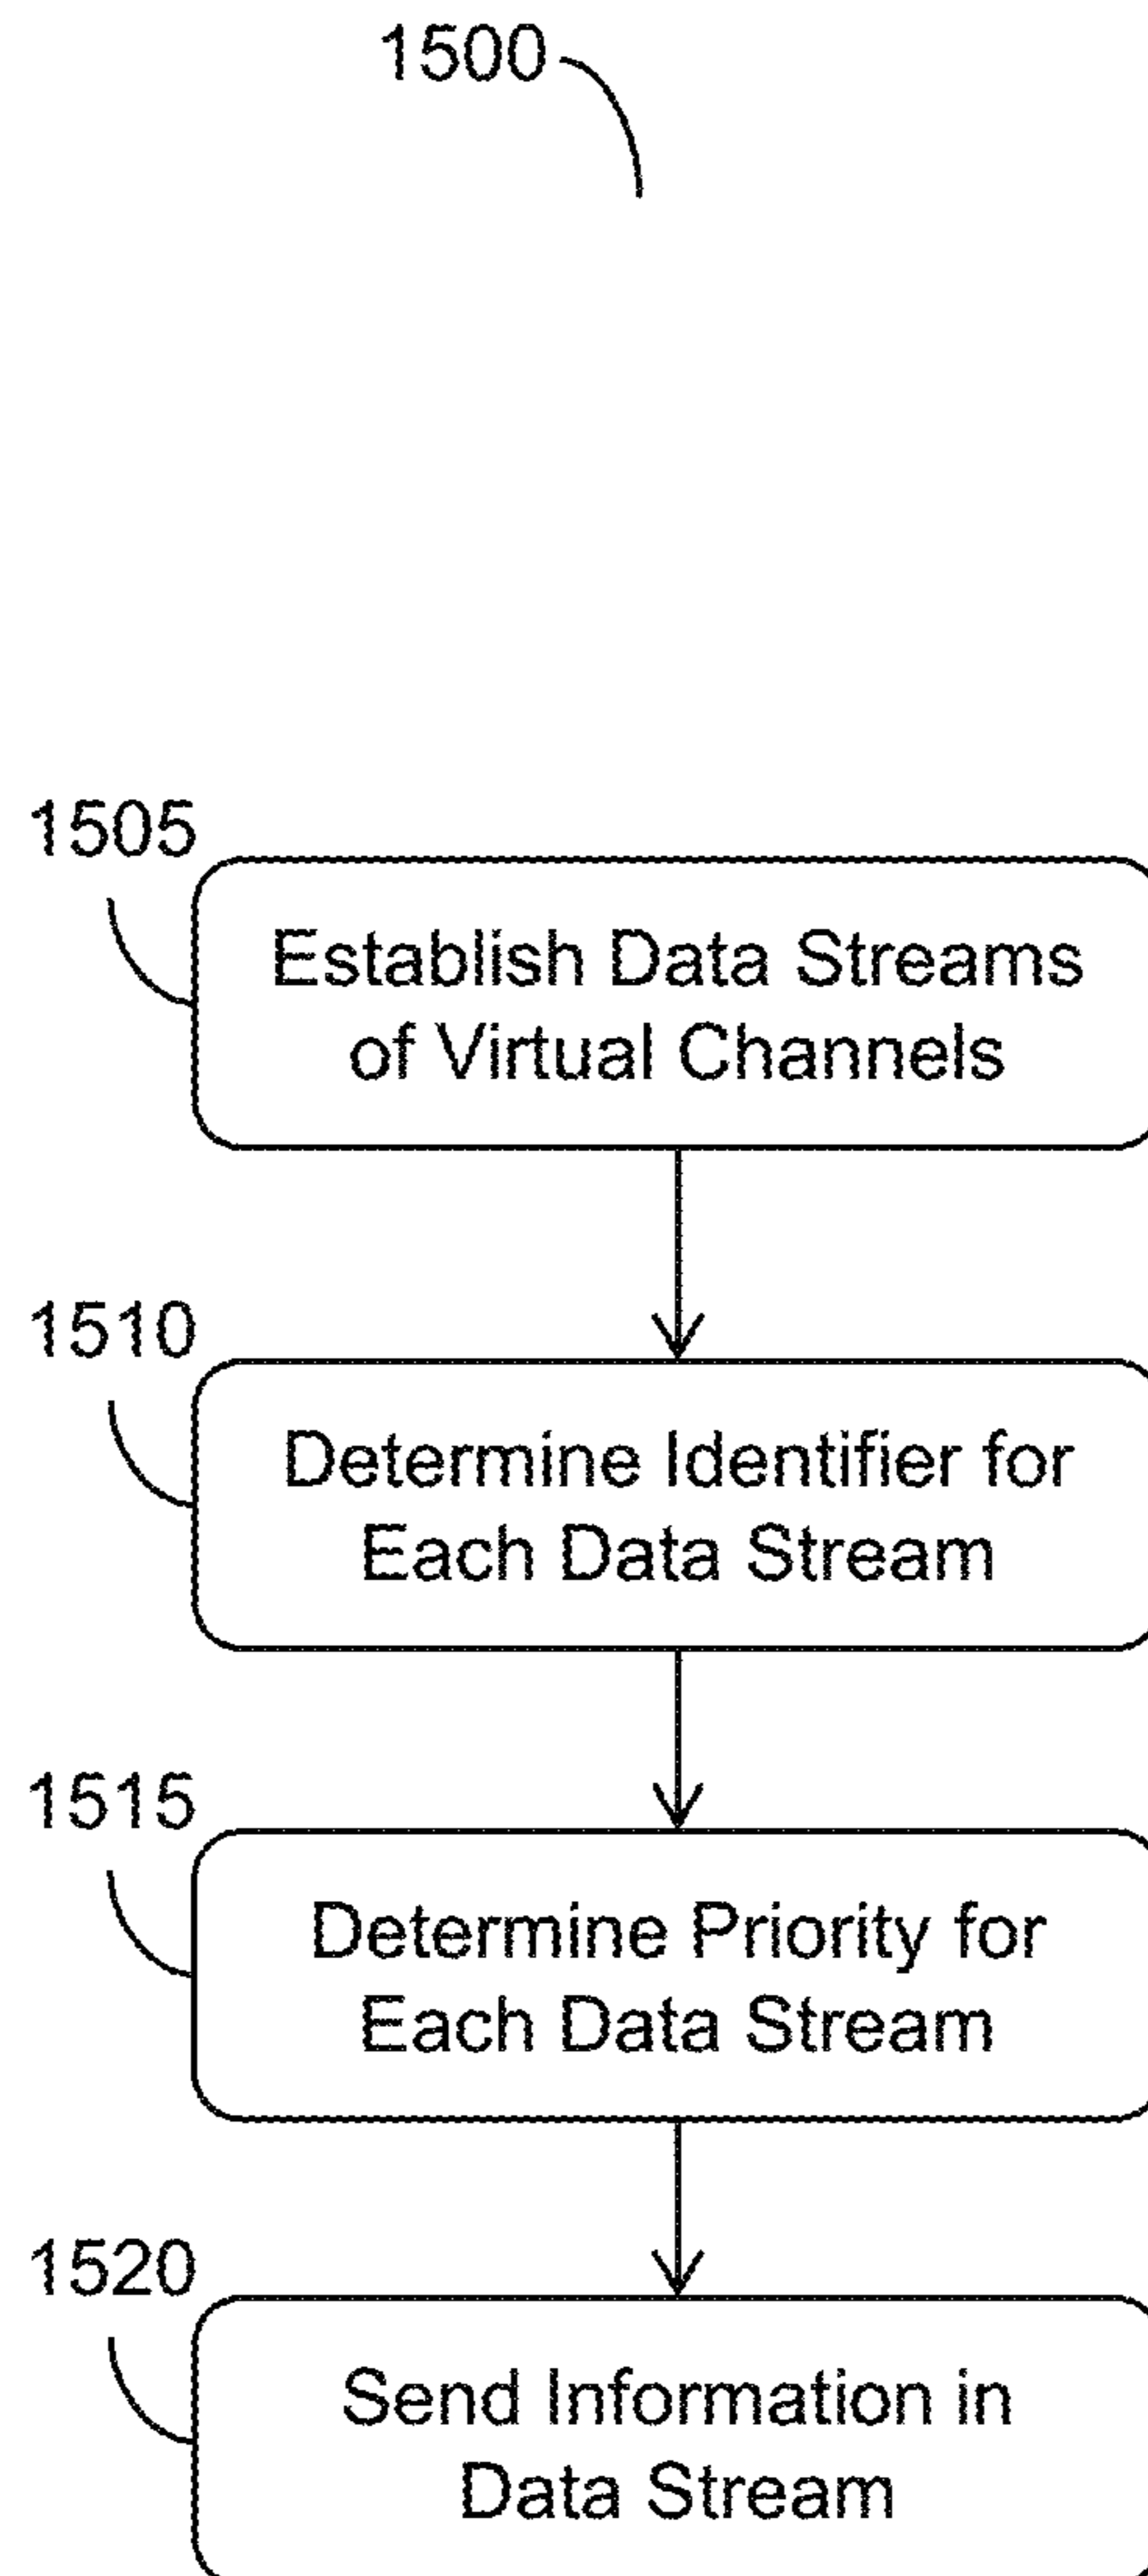 1500
1505
Establish Data Streams
of Virtual Channels
1510
Determine Identifier for
Each Data Stream
1515
Determine Priority for
Each Data Stream
1520
Send Information in
Data Stream